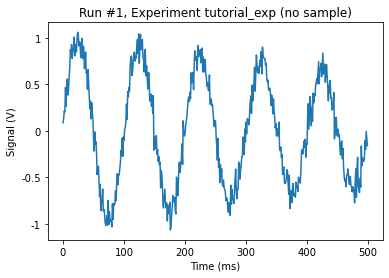 Run #1, Experiment tutorial_exp (no sample)
Signal (V)
1
0.5
0
-0.5
-1
0 100 200 300 400 500
Time (ms)